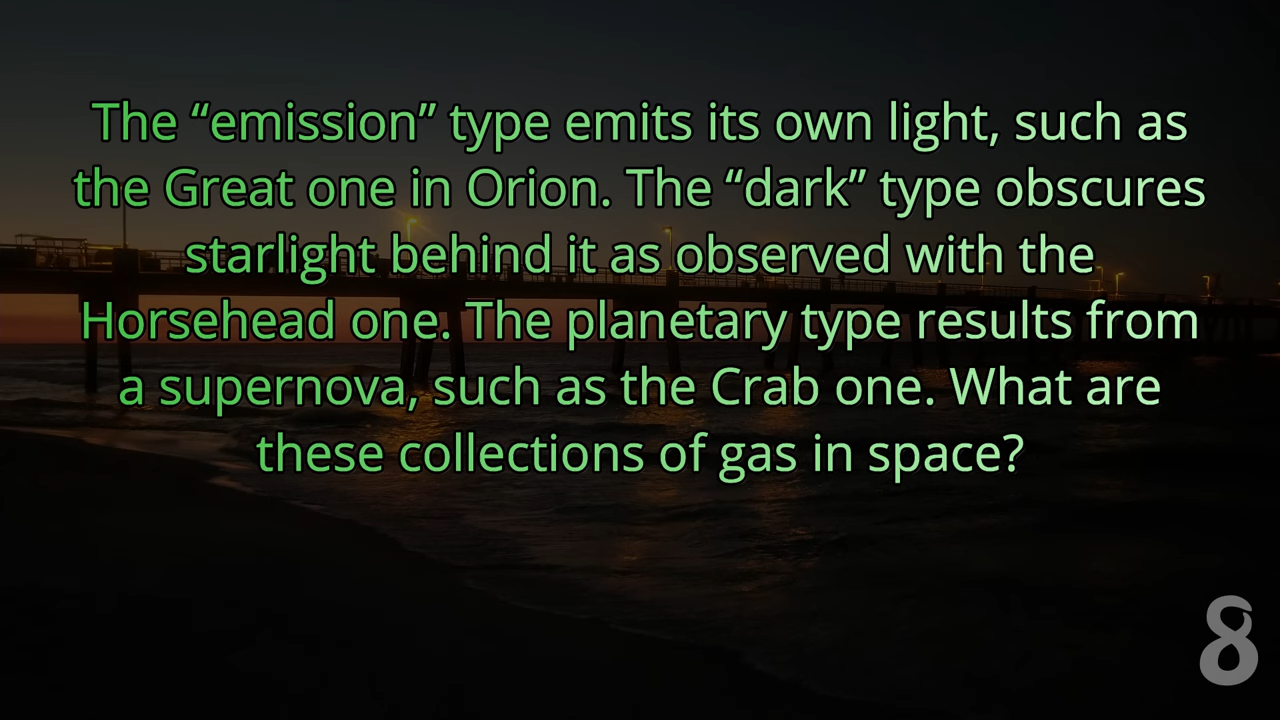 The “emission” type emits its own light, such as
the Great one in Orion. The “dark” type obscures
starlight behind it as observed with the
Horsehead one. The planetary type results from
a supernova, such as the Crab one. What are
these collections of gas in space?
8